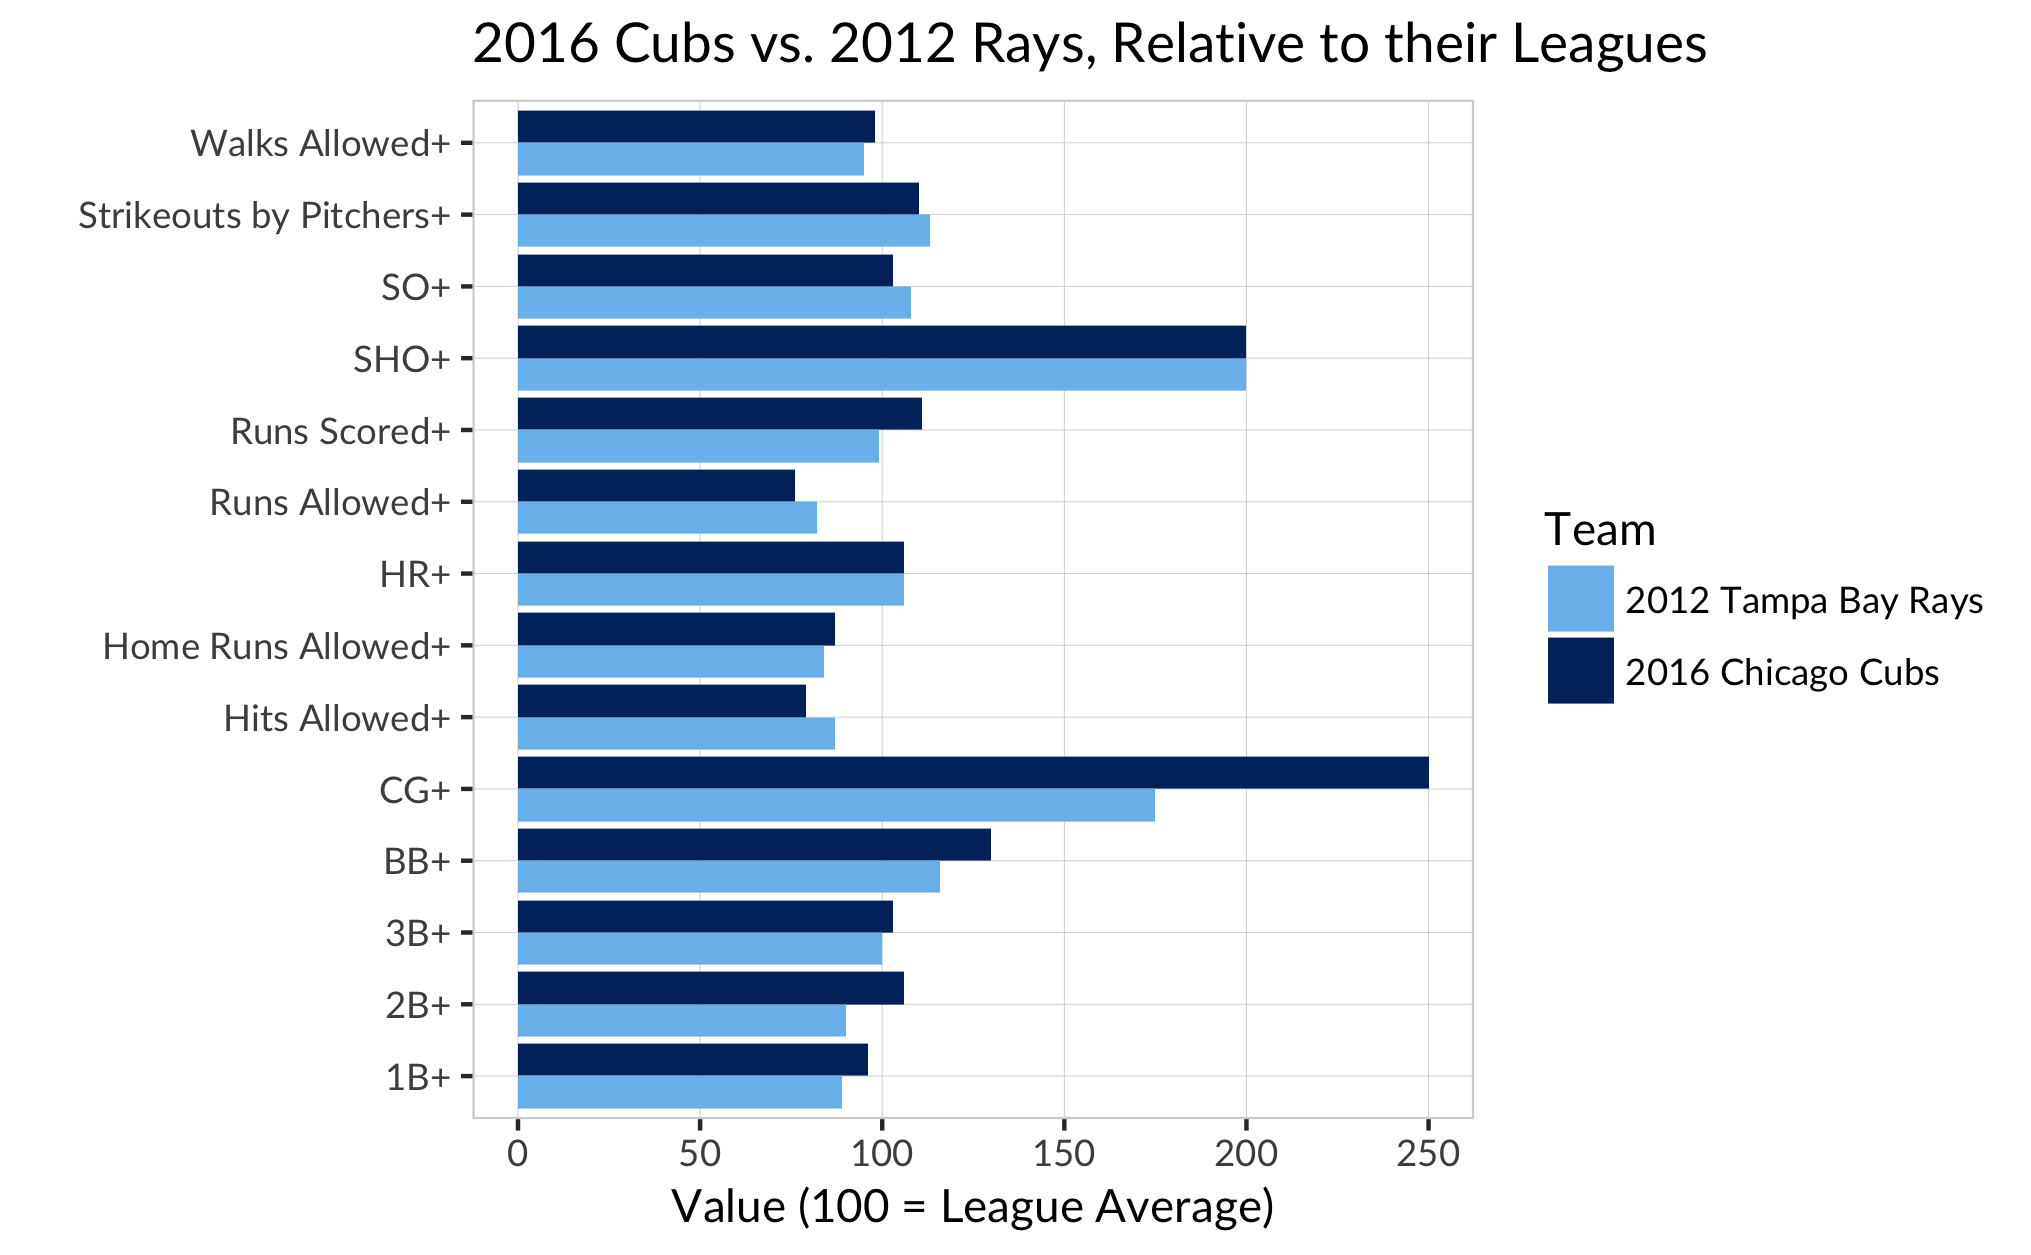 2016 Cubs vs. 2012 Rays, Relative to their Leagues
Walks Allowed+
Strikeouts by Pitchers+
SO+
SHO+
Runs Scored+
Runs Allowed+
HR+
Home Runs Allowed+
Hits Allowed+
CG+
BB+
3B+
2B+
1B+
0 50 100 150 200 250
Value (100 = League Average)
Team
2012 Tampa Bay Rays
2016 Chicago Cubs